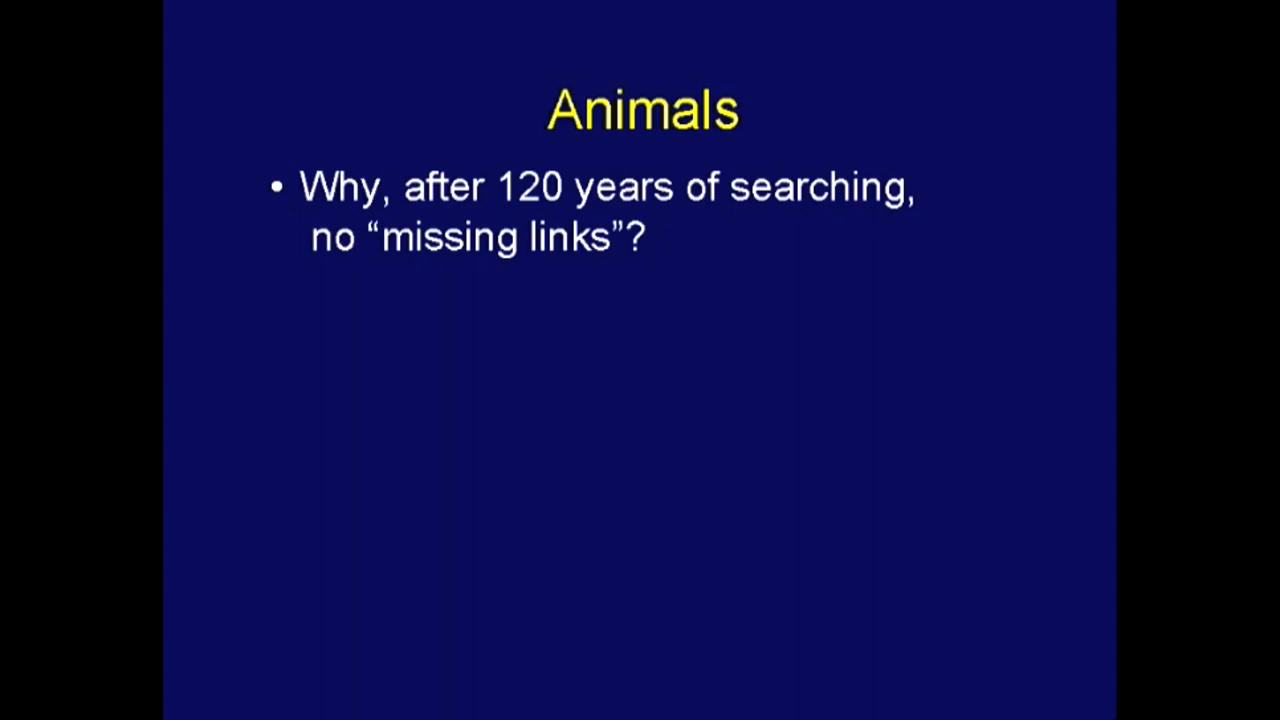 Animals
• Why, after 120 years of searching,
no “missing links”?